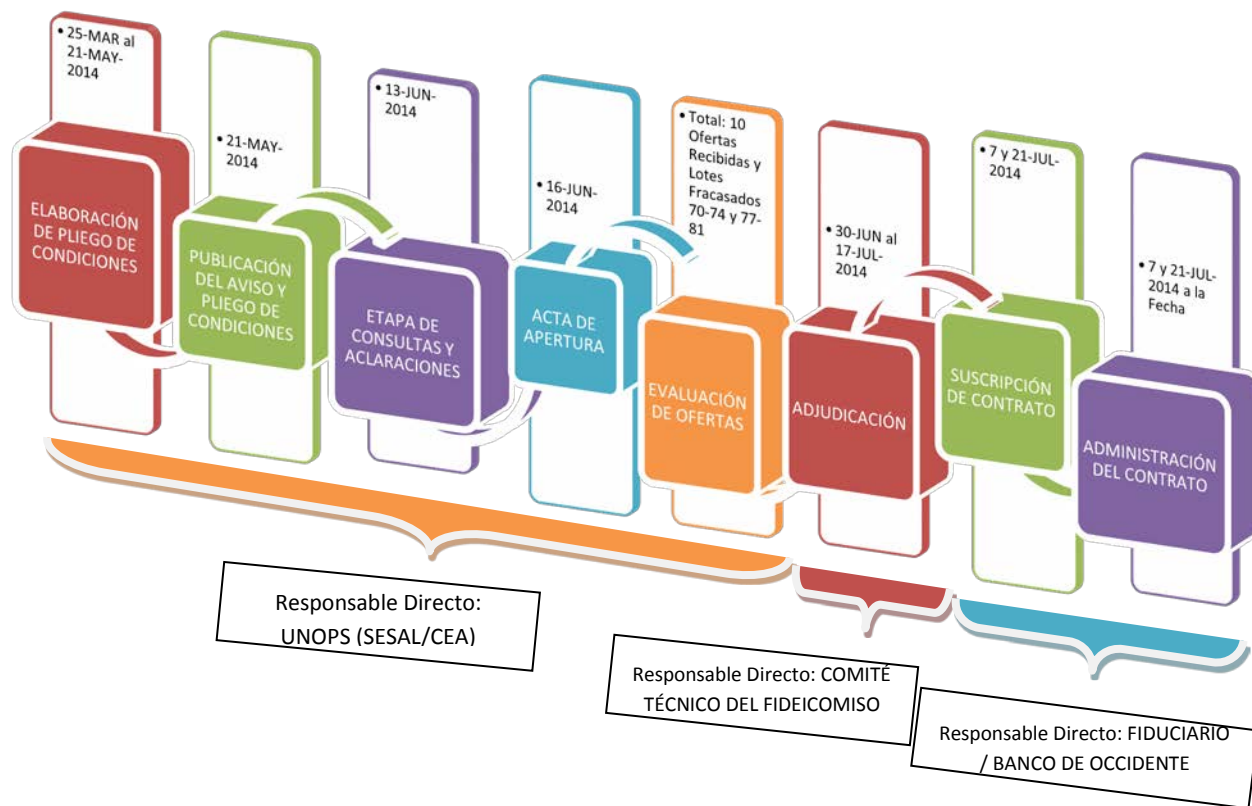 • 25-MAR al
21-MAY-
2014
ELABORACIÓN
DE PLIEGO DE
CONDICIONES
• 21-MAY-
2014
PUBLICACIÓN
DEL AVISO Y
PLIEGO DE
CONDICIONES
• 13-JUN-
2014
ETAPA DE
CONSULTAS Y
ACLARACIONES
• 16-JUN-
2014
ACTA DE
APERTURA
• Total: 10
Ofertas
Recibidas y
Lotes
Fracasados
70-74 y 77-
81
EVALUACIÓN
DE OFERTAS
• 30-JUN al
17-JUL-
2014
ADJUDICACIÓN
• 7 y 21-JUL-
2014
SUSCRIPCIÓN
DE CONTRATO
• 7 y 21-JUL-
2014 a la
Fecha
ADMINISTRACIÓN
DEL CONTRATO
Responsable Directo:
UNOPS (SESAL/CEA)
Responsable Directo: COMITÉ
TÉCNICO DEL FIDEICOMISO
Responsable Directo: FIDUCIARIO
/ BANCO DE OCCIDENTE